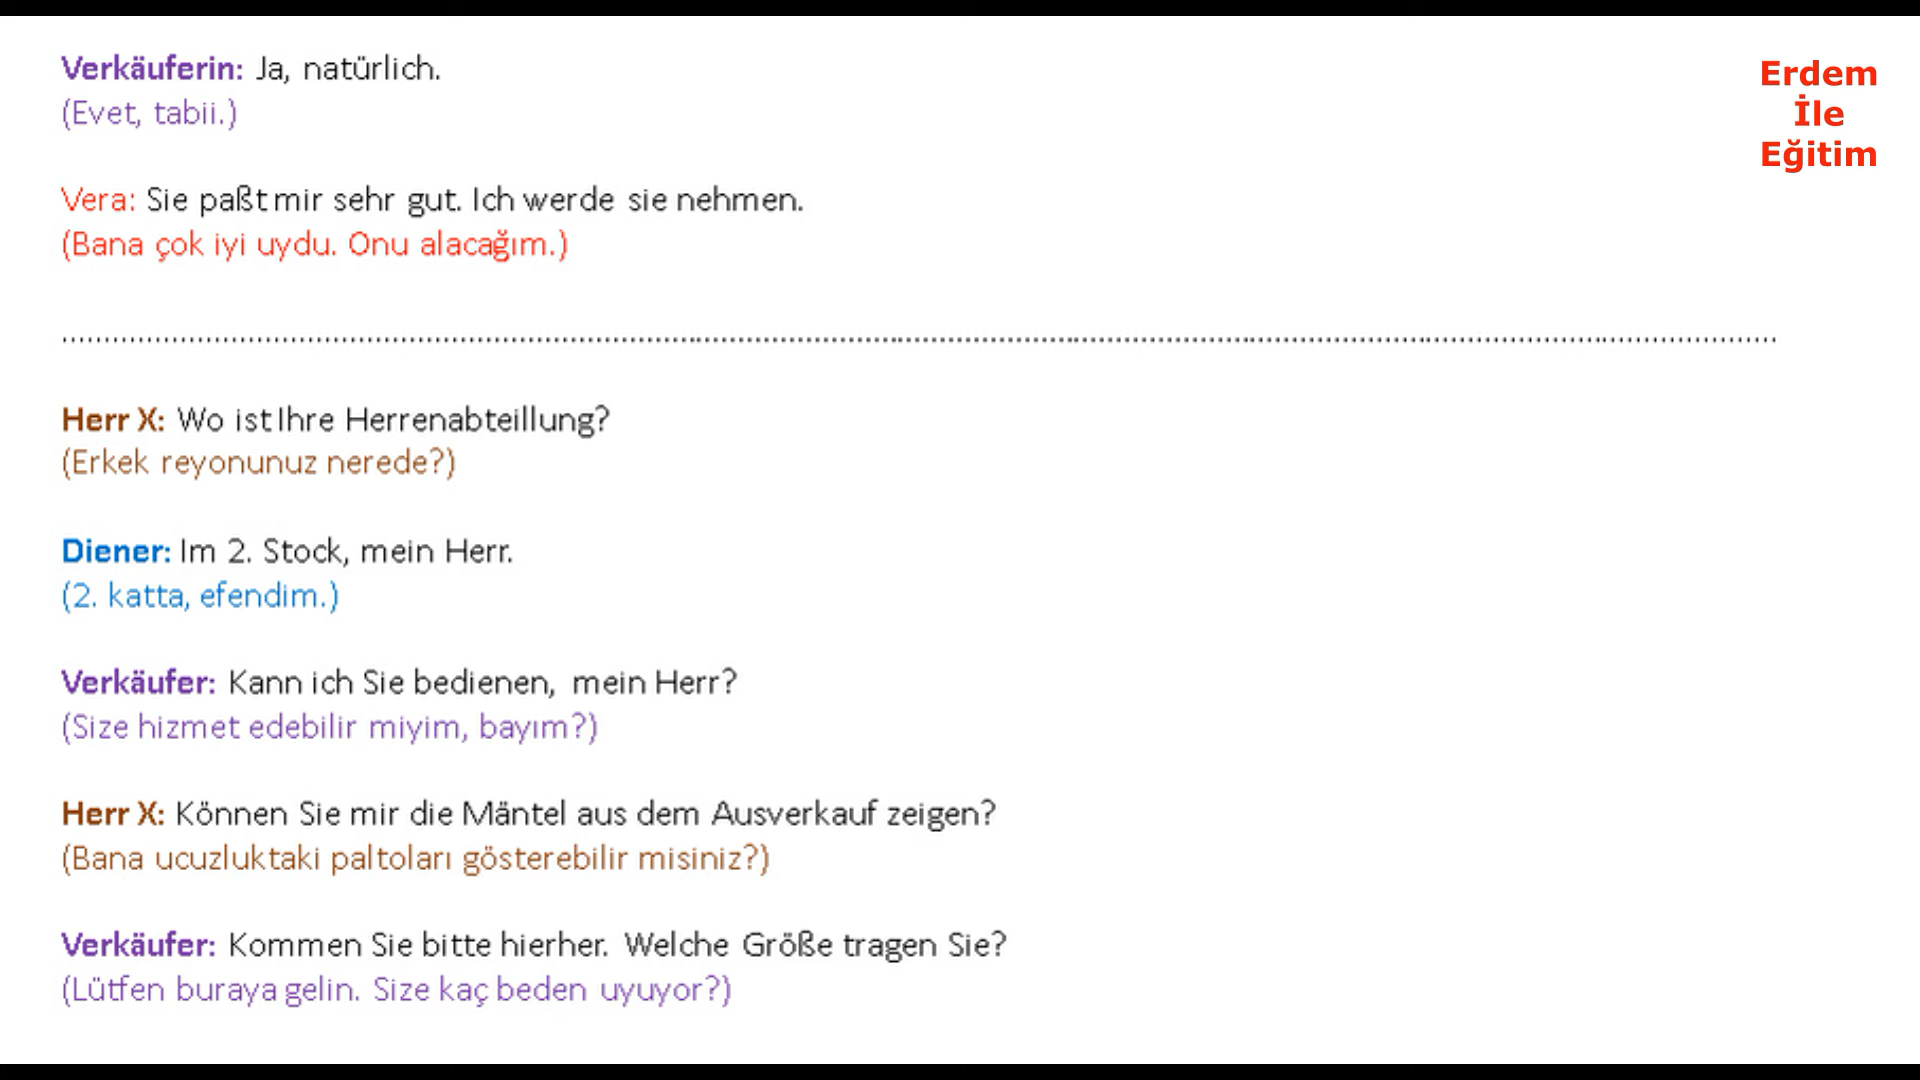 Verkäuferin: Ja, natürlich.
(Evet, tabii.)
Erdem
İle
Eğitim
Vera: Sie paßt mir sehr gut. Ich werde sie nehmen.
(Bana çok iyi uydu. Onu alacağım.)
Herr X: Wo ist Ihre Herrenabteillung?
(Erkek reyonunuz nerede?)
Diener: Im 2. Stock, mein Herr.
(2. katta, efendim.)
Verkäufer: Kann ich Sie bedienen, mein Herr?
(Size hizmet edebilir miyim, bayım?)
Herr X: Können Sie mir die Mäntel aus dem Ausverkauf zeigen?
(Bana ucuzluktaki paltoları gösterebilir misiniz?)
Verkäufer: Kommen Sie bitte hierher. Welche Größe tragen Sie?
(Lütfen buraya gelin. Size kaç beden uyuyor?)